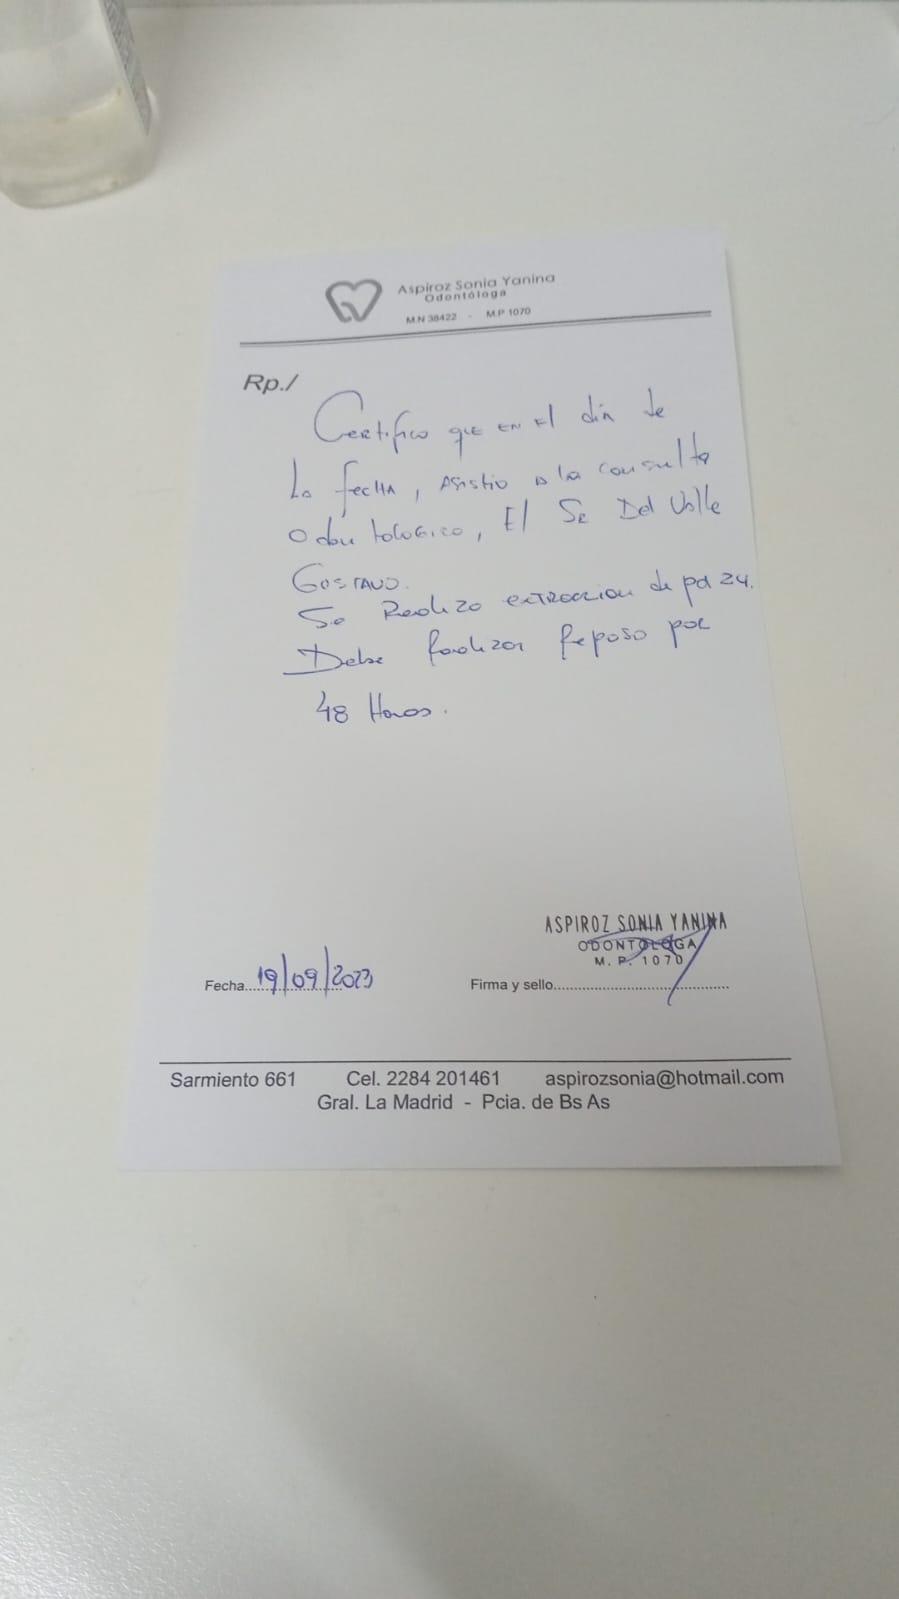 Aspiroz Sonia Yanina
Odontóloga
M.N 38422 - M.P 1070
Rp./
Certifico que en el día de
la fecha, asistio a la consulta
Odontologico, El Sr Del Valle
Gustavo.
Se Realizo extraccion de pd 24.
Debe Realizar Reposo por
48 Horas.
ASPIROZ SONIA YANINA
ODONTOLOGA
M. P. 1070
Fecha....19/09/2023
Firma y sello..........................................
Sarmiento 661 Cel. 2284 201461 aspirozsonia@hotmail.com
Gral. La Madrid - Pcia. de Bs As